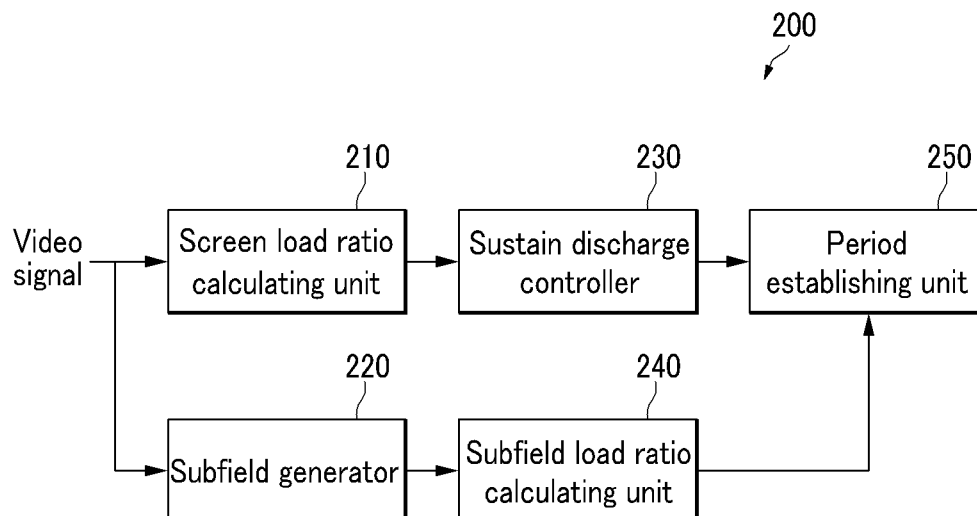 200
210
230
250
Video
signal
Screen load ratio
calculating unit
Sustain discharge
controller
Period
establishing unit
220
240
Subfield generator
Subfield load ratio
calculating unit